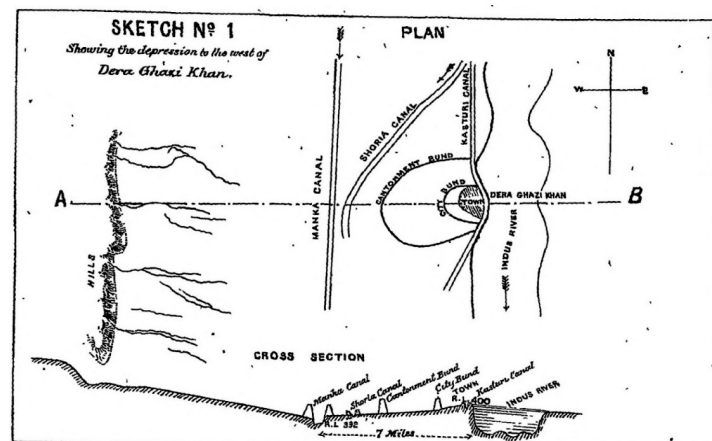 SKETCH Nº 1
Showing the depression to the west of
Dera Ghazi Khan.
PLAN
N
W
E
S
A
B
HILLS
MANKA CANAL
SHORIA CANAL
KASTURI CANAL
CANTONMENT BUND
CITY BUND
TOWN
DERA GHAZI KHAN
INDUS RIVER
CROSS SECTION
Manka Canal
Shoria Canal
Cantonment Bund
City Bund
TOWN
R.L. 400
Kasturi Canal
INDUS RIVER
R.L 392
7 Miles